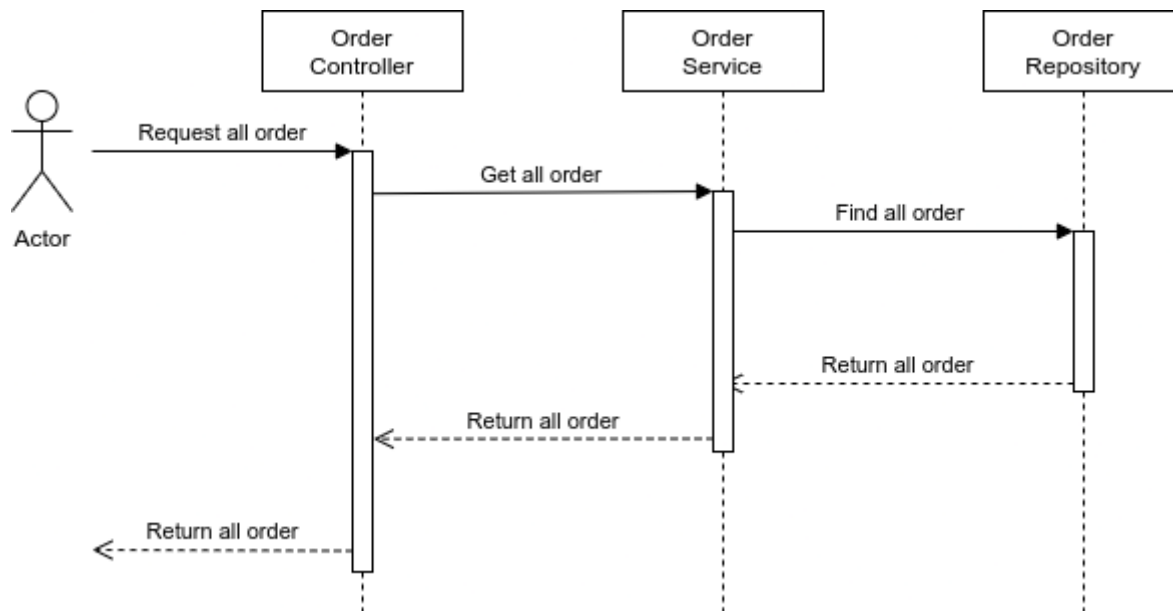 Order
Controller
Order
Service
Order
Repository
Request all order
Get all order
Find all order
Actor
Return all order
Return all order
Return all order